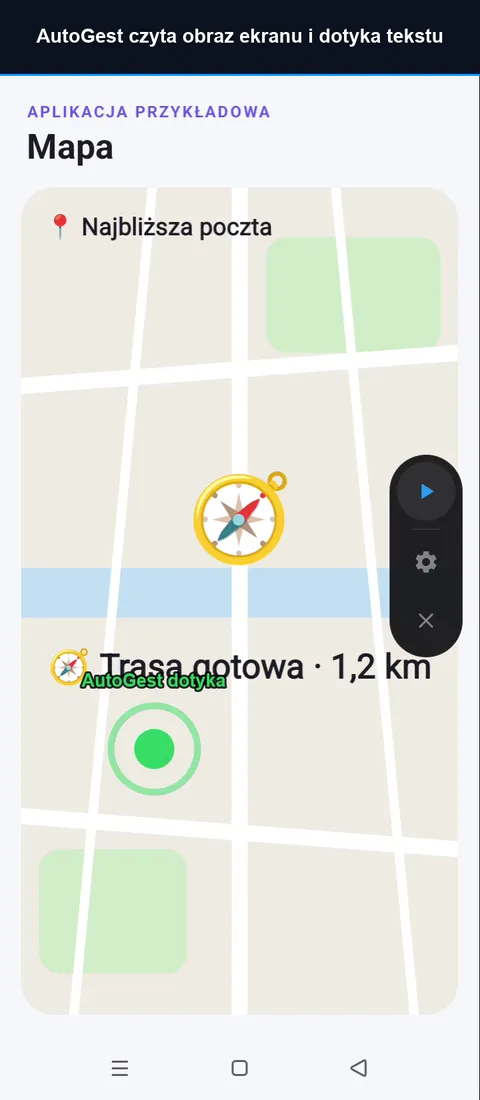 AutoGest czyta obraz ekranu i dotyka tekstu
APLIKACJA PRZYKŁADOWA
Mapa
Najbliższa poczta
Trasa gotowa · 1,2 km
AutoGest dotyka